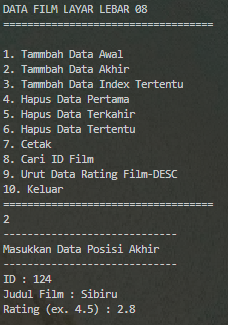 DATA FILM LAYAR LEBAR 08
==================================
1. Tammbah Data Awal
2. Tammbah Data Akhir
3. Tammbah Data Index Tertentu
4. Hapus Data Pertama
5. Hapus Data Terkahir
6. Hapus Data Tertentu
7. Cetak
8. Cari ID Film
9. Urut Data Rating Film-DESC
10. Keluar
==================================
2
----------------------------
Masukkan Data Posisi Akhir
----------------------------
ID : 124
Judul Film : Sibiru
Rating (ex. 4.5) : 2.8